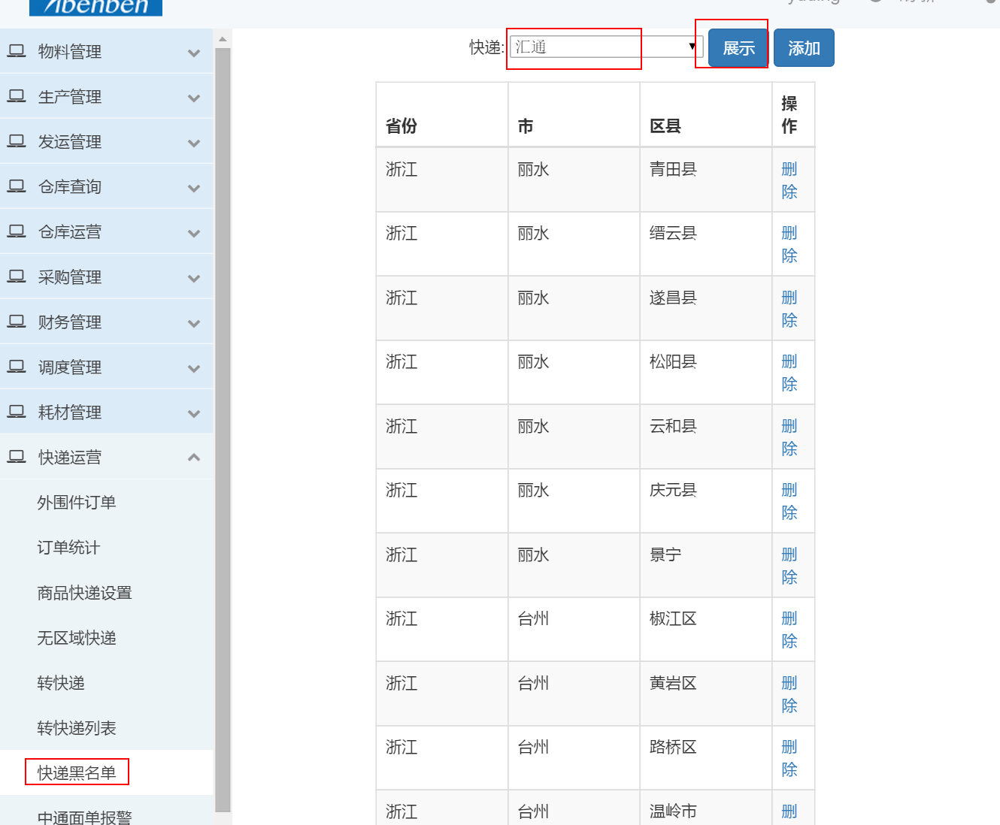 快递: 汇通 展示 添加
物料管理
生产管理
发运管理
仓库查询
仓库运营
采购管理
财务管理
调度管理
耗材管理
快递运营
外围件订单
订单统计
商品快递设置
无区域快递
转快递
转快递列表
快递黑名单
中通面单报警
省份 市 区县 操作
浙江 丽水 青田县 删除
浙江 丽水 缙云县 删除
浙江 丽水 遂昌县 删除
浙江 丽水 松阳县 删除
浙江 丽水 云和县 删除
浙江 丽水 庆元县 删除
浙江 丽水 景宁 删除
浙江 台州 椒江区 删除
浙江 台州 黄岩区 删除
浙江 台州 路桥区 删除
浙江 台州 温岭市 删